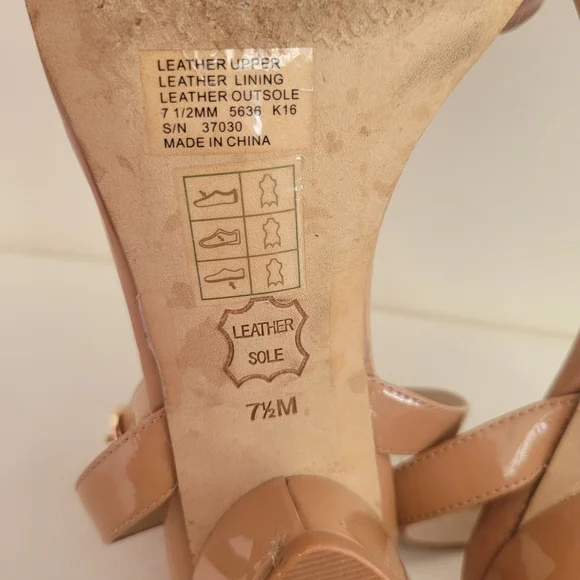 LEATHER UPPER
LEATHER LINING
LEATHER OUTSOLE
7 1/2MM 5636 K16
S/N 37030
MADE IN CHINA
LEATHER
SOLE
7½M